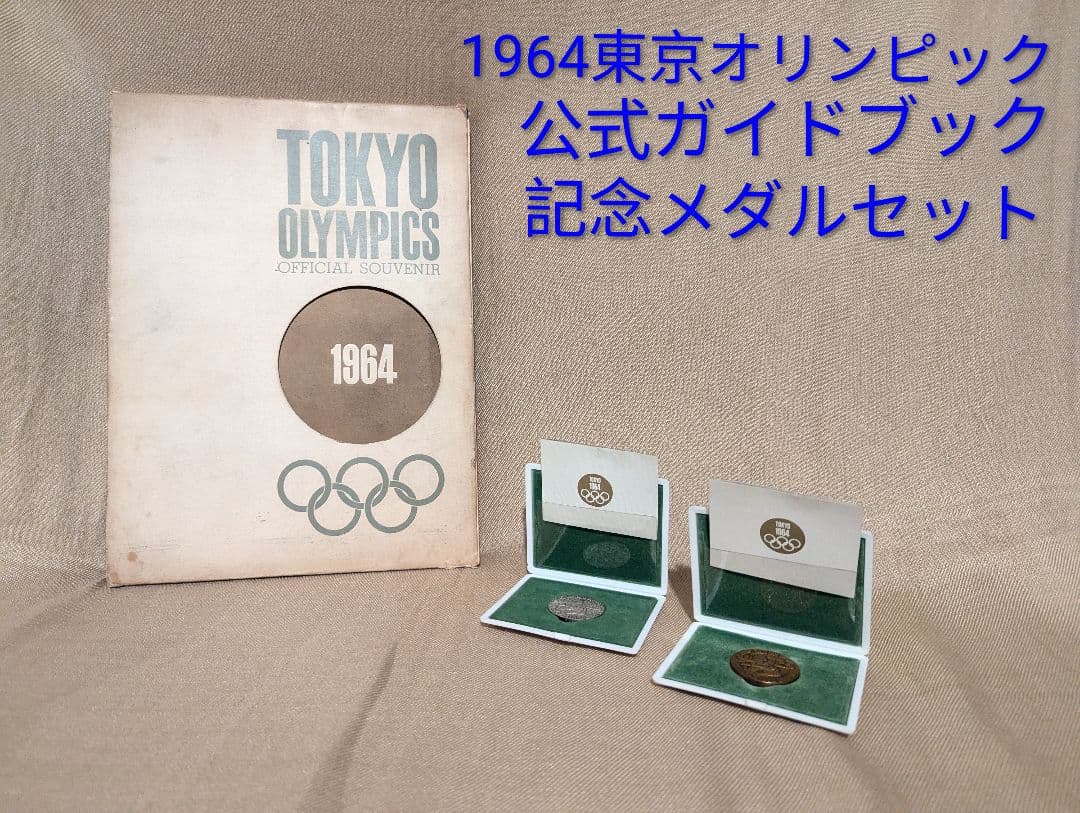 1964東京オリンピック
公式ガイドブック
記念メダルセット
TOKYO
OLYMPICS
OFFICIAL SOUVENIR
1964
TOKYO
1964
TOKYO
1964